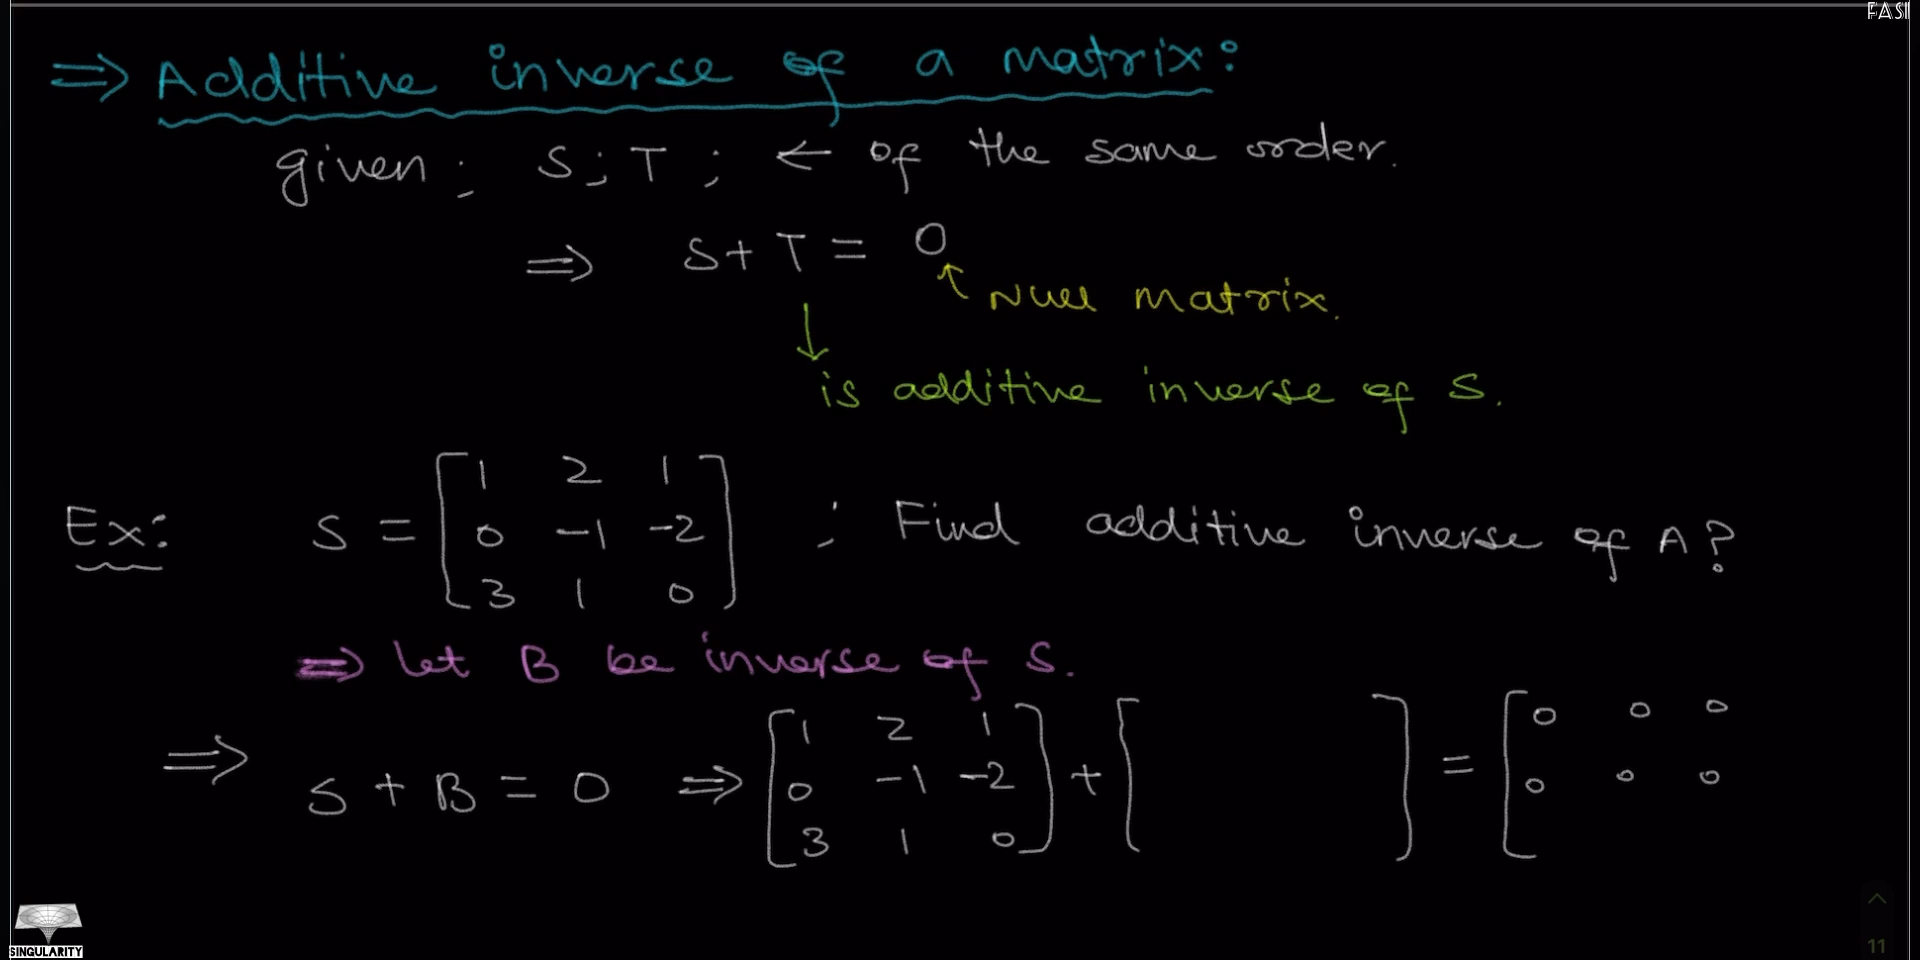 FASI
⇒ Additive inverse of a matrix:
given; S; T; ← of the same order.
⇒ S + T = 0
↑ Null matrix.
↓
is additive inverse of S.
Ex: S = [ 1 2 1 ; Find additive inverse of A?
0 -1 -2
3 1 0 ]
⇒ Let B be inverse of S.
⇒ S + B = 0 ⇒ [ 1 2 1 ] + [ ] = [ 0 0 0
0 -1 -2 0 0 0
3 1 0
SINGULARITY
11